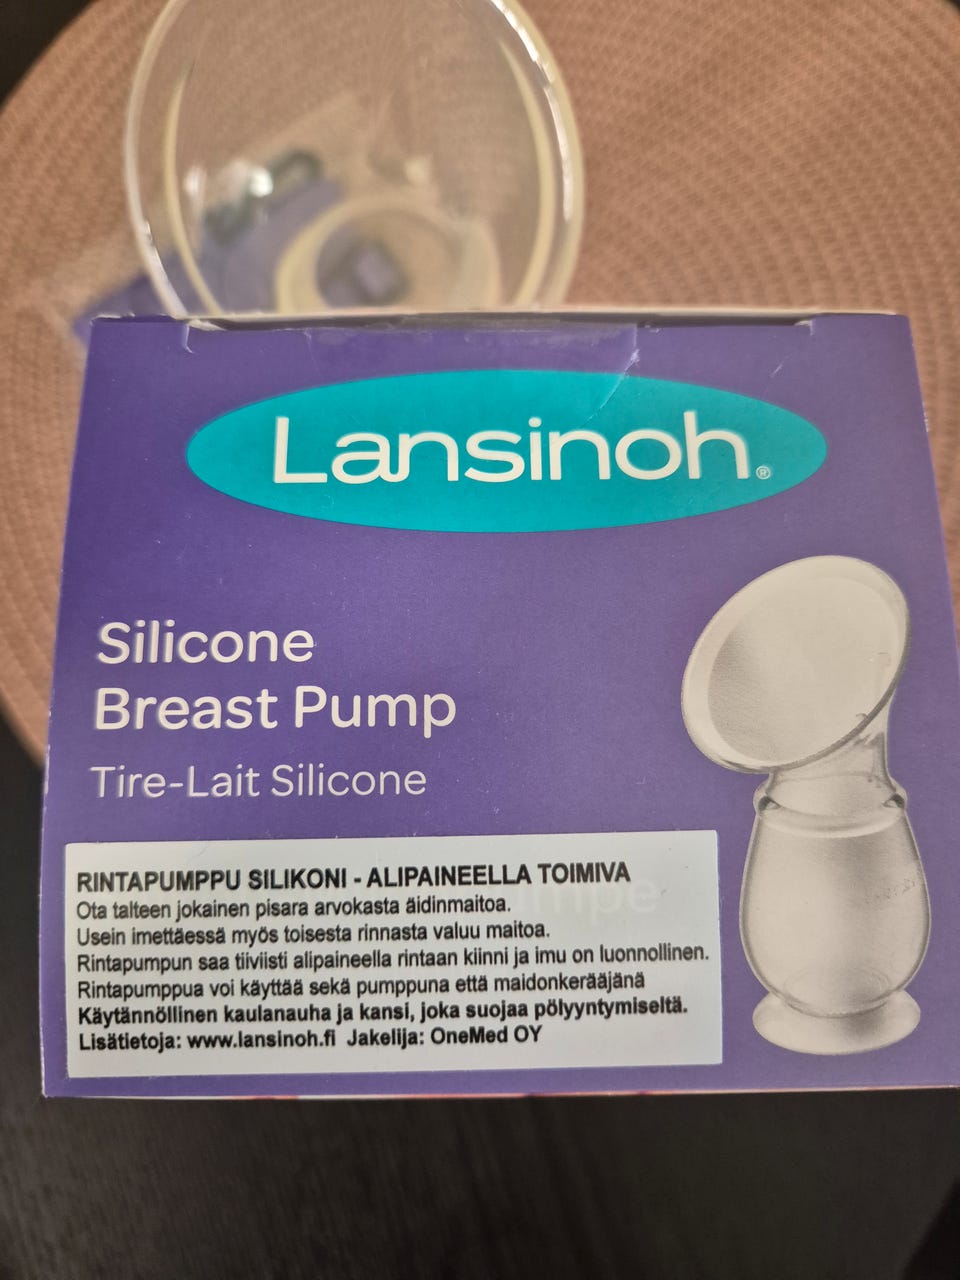 Lansinoh®
Silicone
Breast Pump
Tire-Lait Silicone
RINTAPUMPPU SILIKONI - ALIPAINEELLA TOIMIVA
Ota talteen jokainen pisara arvokasta äidinmaitoa.
Usein imettäessä myös toisesta rinnasta valuu maitoa.
Rintapumpun saa tiiviisti alipaineella rintaan kiinni ja imu on luonnollinen.
Rintapumppua voi käyttää sekä pumppuna että maidonkerääjänä
Käytännöllinen kaulanauha ja kansi, joka suojaa pölyyntymiseltä.
Lisätietoja: www.lansinoh.fi Jakelija: OneMed OY